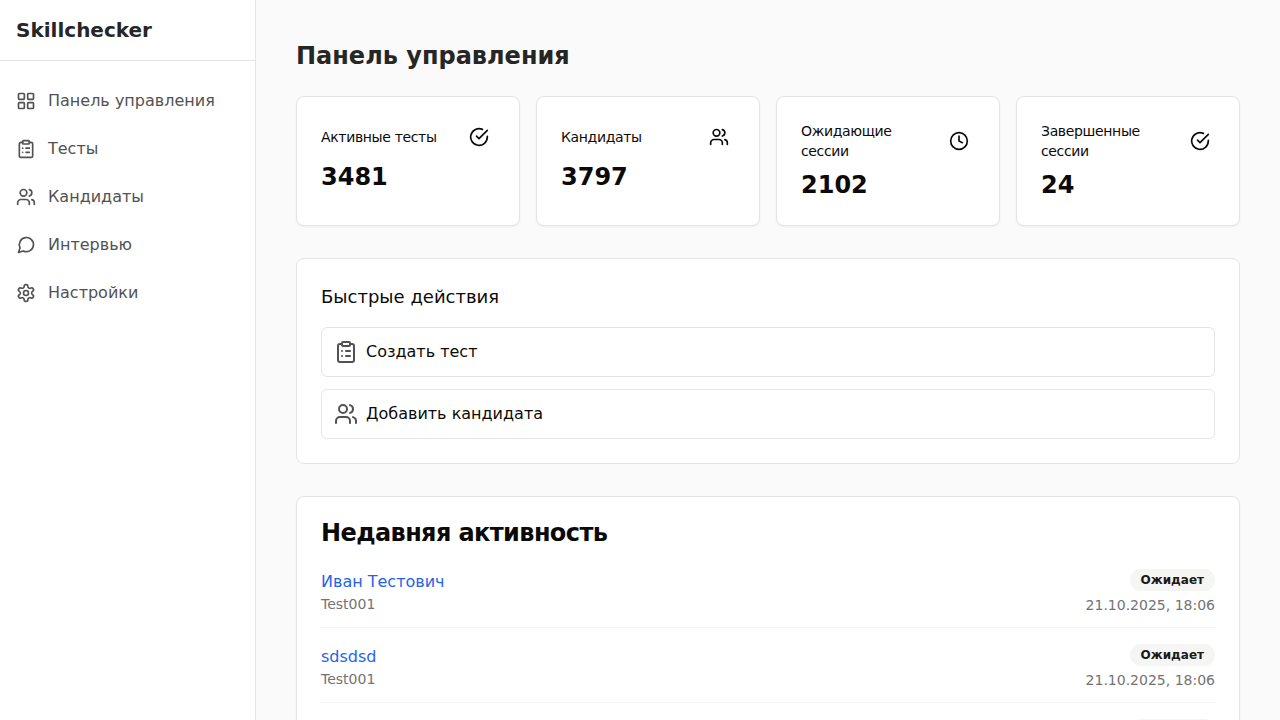 Skillchecker
Панель управления
Тесты
Кандидаты
Интервью
Настройки
Панель управления
Активные тесты
3481
Кандидаты
3797
Ожидающие
сессии
2102
Завершенные
сессии
24
Быстрые действия
Создать тест
Добавить кандидата
Недавняя активность
Иван Тестович
Ожидает
Test001
21.10.2025, 18:06
sdsdsd
Ожидает
Test001
21.10.2025, 18:06